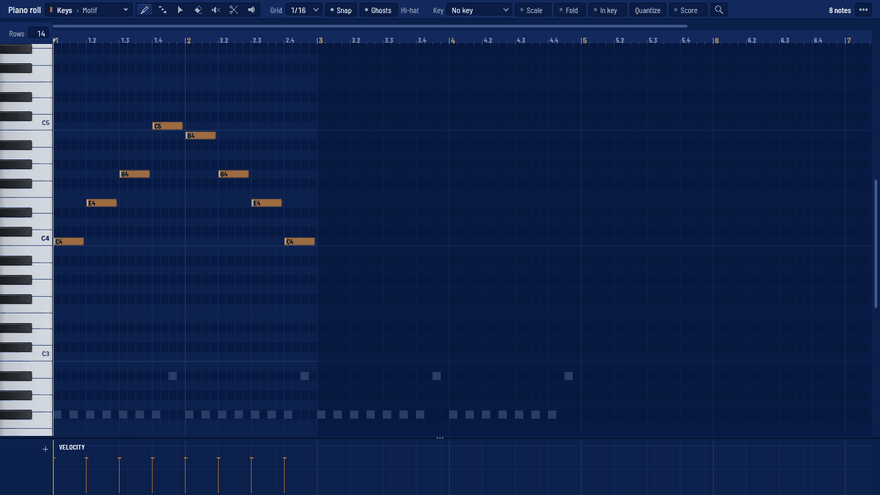 Piano roll Keys › Motif Grid 1/16 Snap Ghosts Hi-hat Key No key Scale Fold In key Quantize Score 8 notes
Rows 14
1 1.2 1.3 1.4 2 2.2 2.3 2.4 3 3.2 3.3 3.4 4 4.2 4.3 4.4 5 5.2 5.3 5.4 6 6.2 6.3 6.4 7
C5 C5
B4
G4 G4
E4 E4
C4 C4 C4
C3
VELOCITY